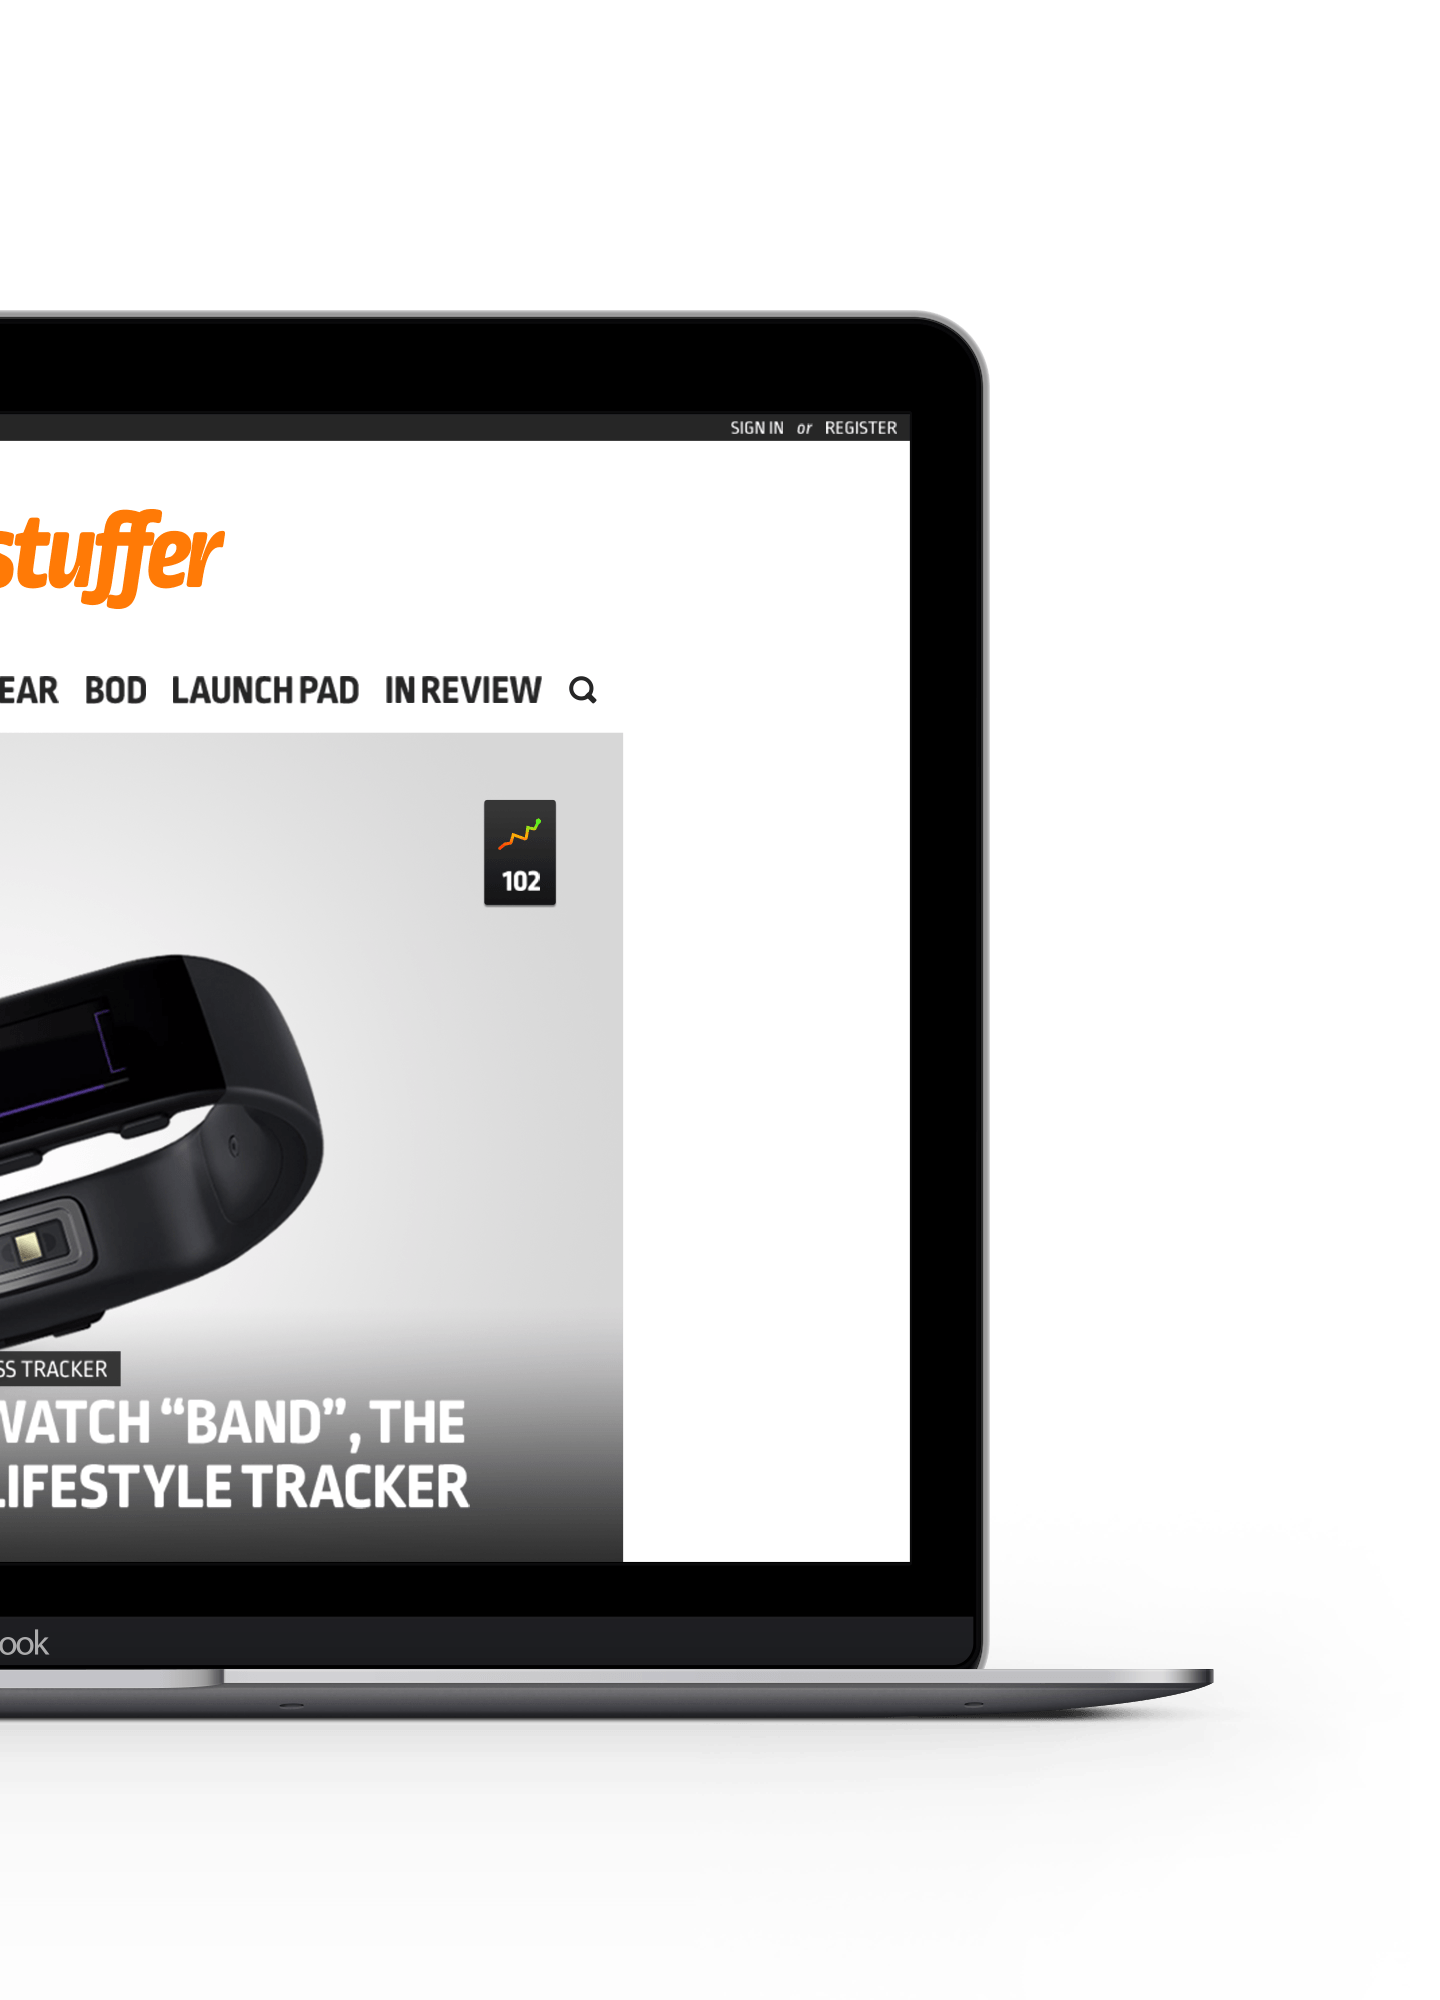 SIGN IN or REGISTER
stuffer
EAR BOD LAUNCH PAD IN REVIEW
102
SS TRACKER
WATCH “BAND”, THE
LIFESTYLE TRACKER
ook